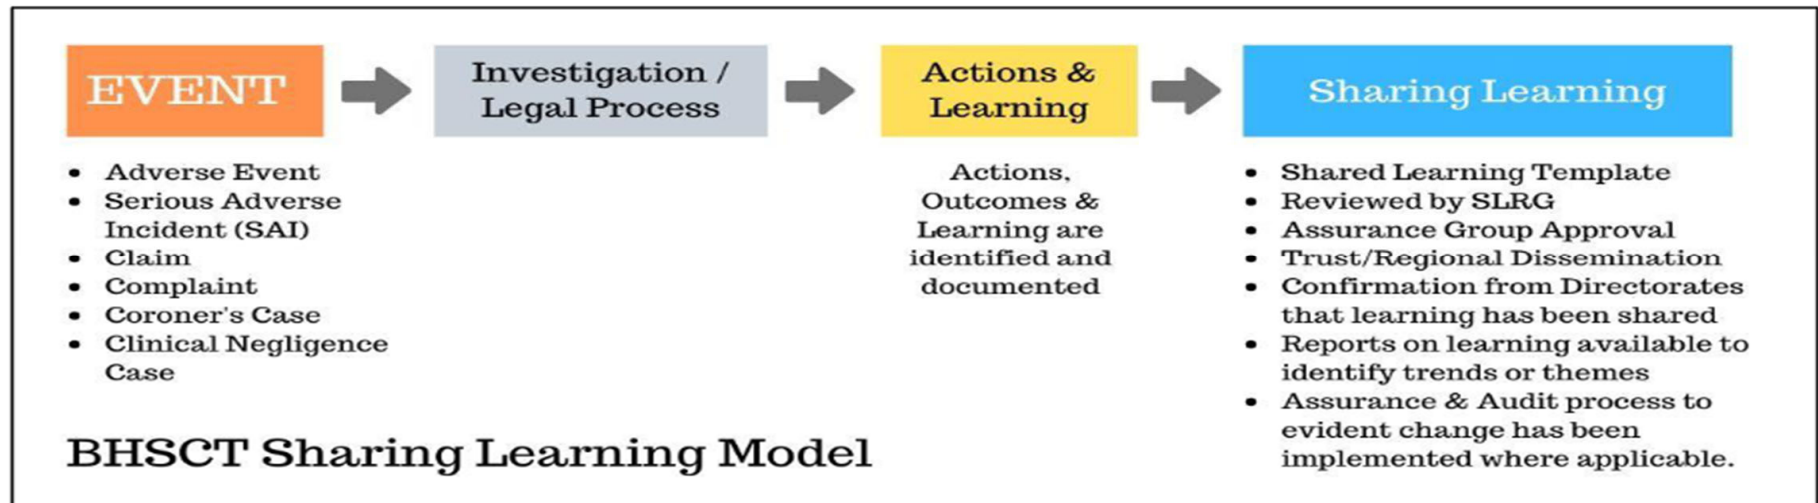 EVENT
Investigation /
Legal Process
Actions &
Learning
Sharing Learning
• Adverse Event
• Serious Adverse
Incident (SAI)
• Claim
• Complaint
• Coroner's Case
• Clinical Negligence
Case
Actions,
Outcomes &
Learning are
identified and
documented
• Shared Learning Template
• Reviewed by SLRG
• Assurance Group Approval
• Trust/Regional Dissemination
• Confirmation from Directorates
that learning has been shared
• Reports on learning available to
identify trends or themes
• Assurance & Audit process to
evident change has been
implemented where applicable.
BHSCT Sharing Learning Model